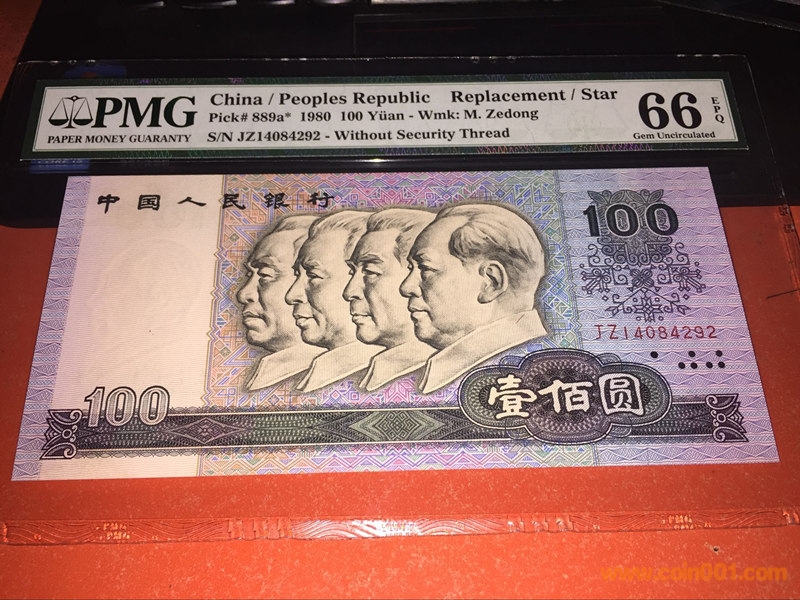 PMG
PAPER MONEY GUARANTY
China / Peoples Republic Replacement / Star
Pick# 889a* 1980 100 Yüan - Wmk: M. Zedong
S/N JZ14084292 - Without Security Thread
66 EPQ
Gem Uncirculated
中国人民银行
100
JZ14084292
100
壹佰圆
PMG
PMG
www.coin001.com